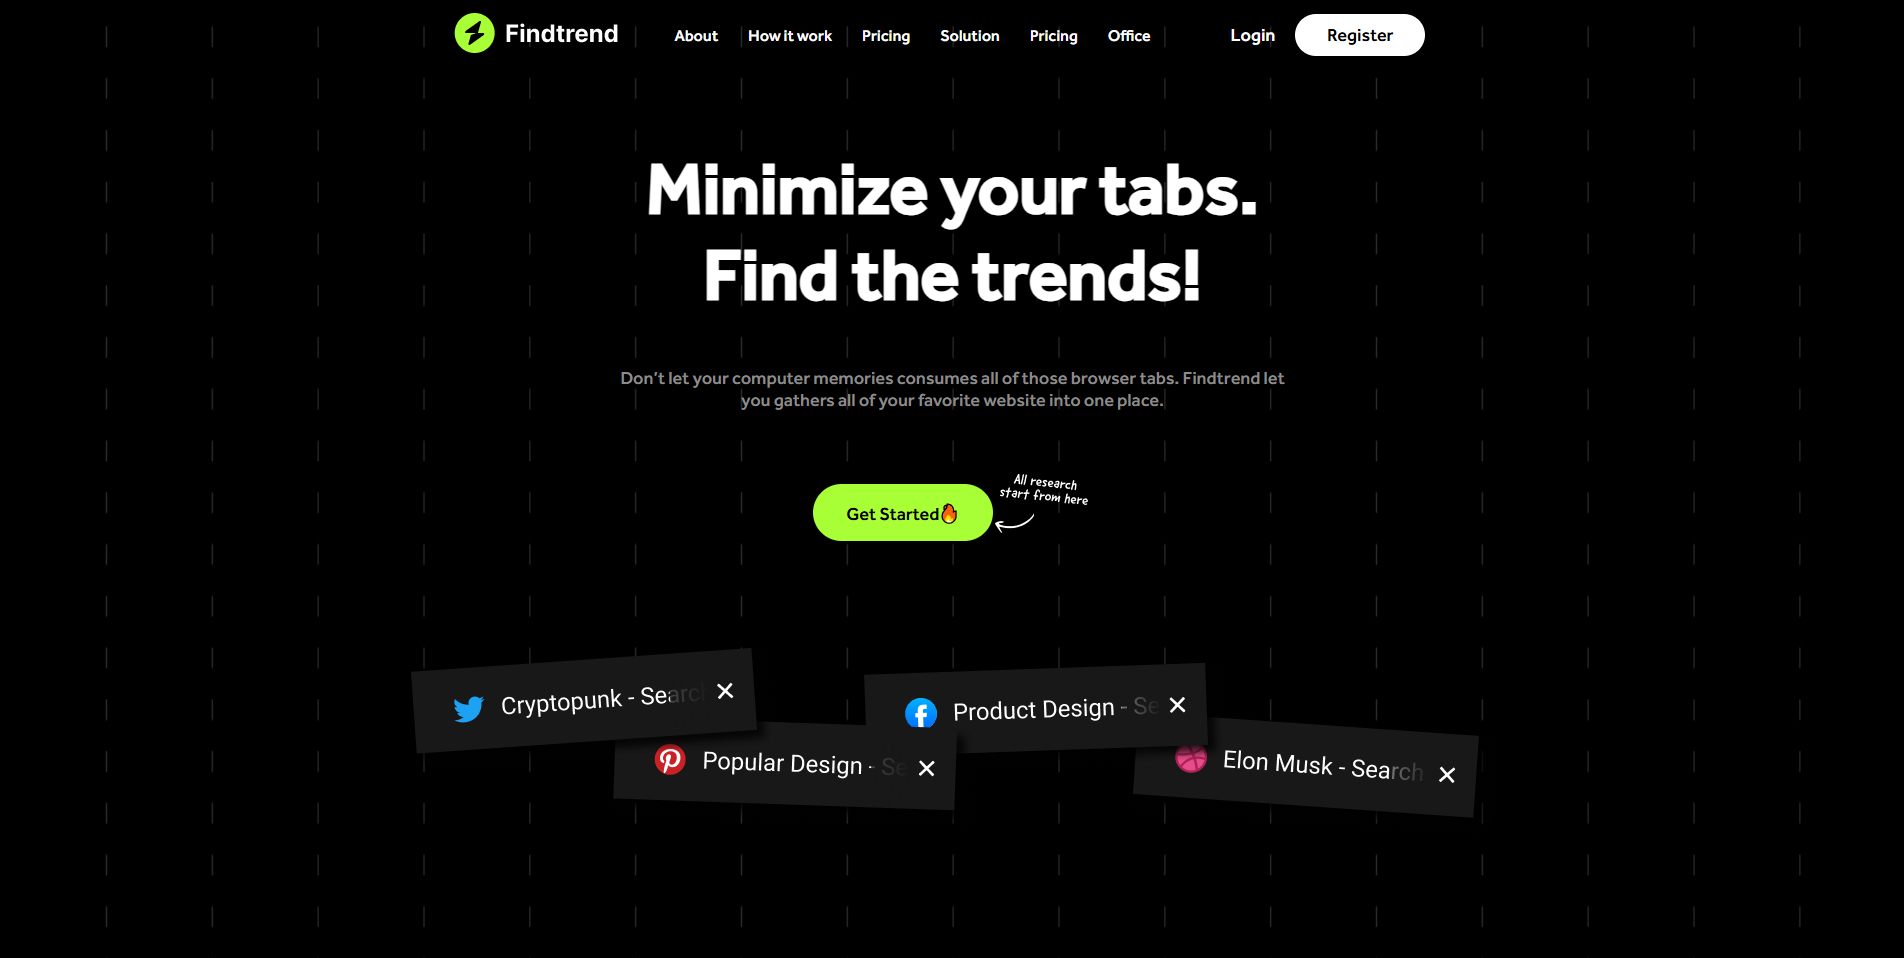 Findtrend
About
How it work
Pricing
Solution
Pricing
Office
Login
Register
Minimize your tabs.
Find the trends!
Don't let your computer memories consumes all of those browser tabs. Findtrend let
you gathers all of your favorite website into one place.
All research
start from here
Get Started🔥
Cryptopunk - Search
Product Design - Se
Popular Design - Se
Elon Musk - Search